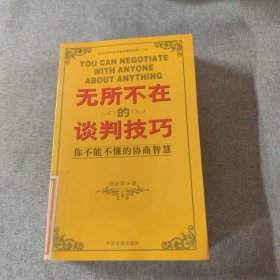 YOU CAN NEGOTIATE
WITH ANYONE
ABOUT ANYTHING
无所不在
的
谈判技巧
你不能不懂的协商智慧
著